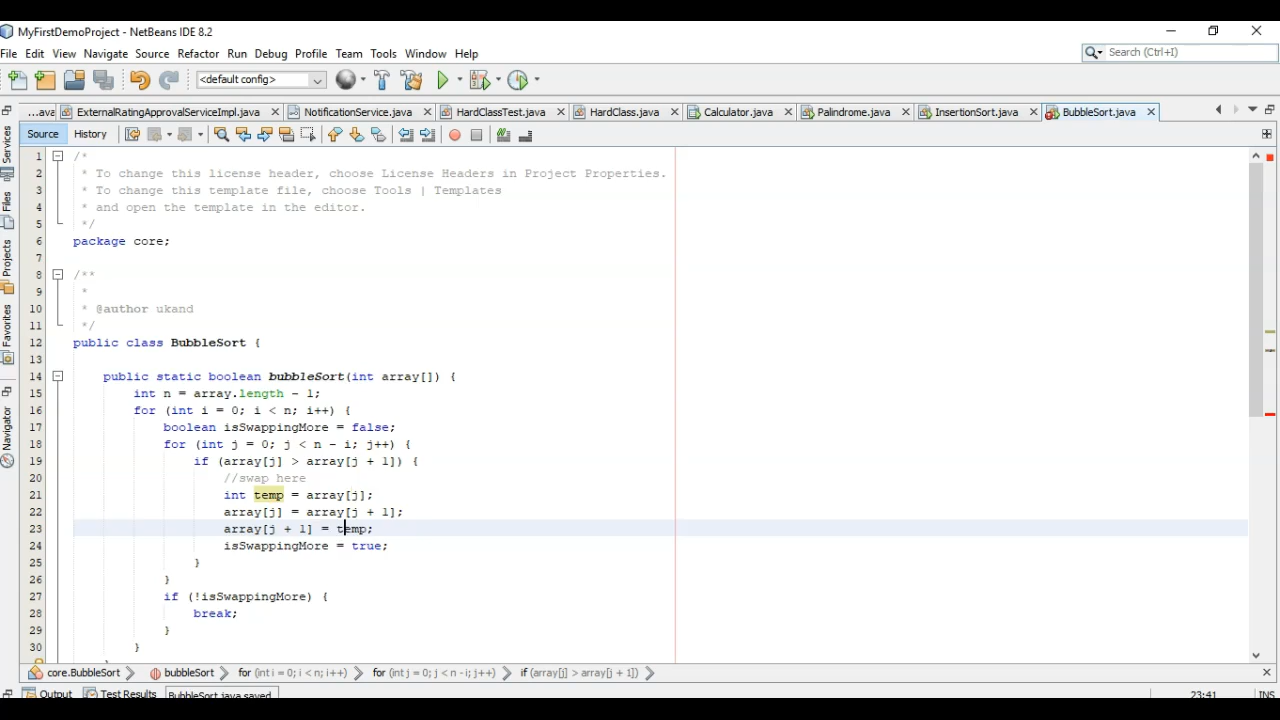 MyFirstDemoProject - NetBeans IDE 8.2
File Edit View Navigate Source Refactor Run Debug Profile Team Tools Window Help
Search (Ctrl+I)
<default config>
...ava ExternalRatingApprovalServiceImpl.java NotificationService.java HardClassTest.java HardClass.java Calculator.java Palindrome.java InsertionSort.java BubbleSort.java
Source History
Services
Files
Projects
Favorites
Navigator
1 /*
2 * To change this license header, choose License Headers in Project Properties.
3 * To change this template file, choose Tools | Templates
4 * and open the template in the editor.
5 */
6 package core;
7
8 /**
9 *
10 * @author ukand
11 */
12 public class BubbleSort {
13
14 public static boolean bubbleSort(int array[]) {
15 int n = array.length - 1;
16 for (int i = 0; i < n; i++) {
17 boolean isSwappingMore = false;
18 for (int j = 0; j < n - i; j++) {
19 if (array[j] > array[j + 1]) {
20 //swap here
21 int temp = array[j];
22 array[j] = array[j + 1];
23 array[j + 1] = temp;
24 isSwappingMore = true;
25 }
26 }
27 if (!isSwappingMore) {
28 break;
29 }
30 }
core.BubbleSort bubbleSort for (int i = 0; i < n; i++) for (int j = 0; j < n - i; j++) if (array[j] > array[j + 1])
Output Test Results BubbleSort.java saved. 23:41 INS